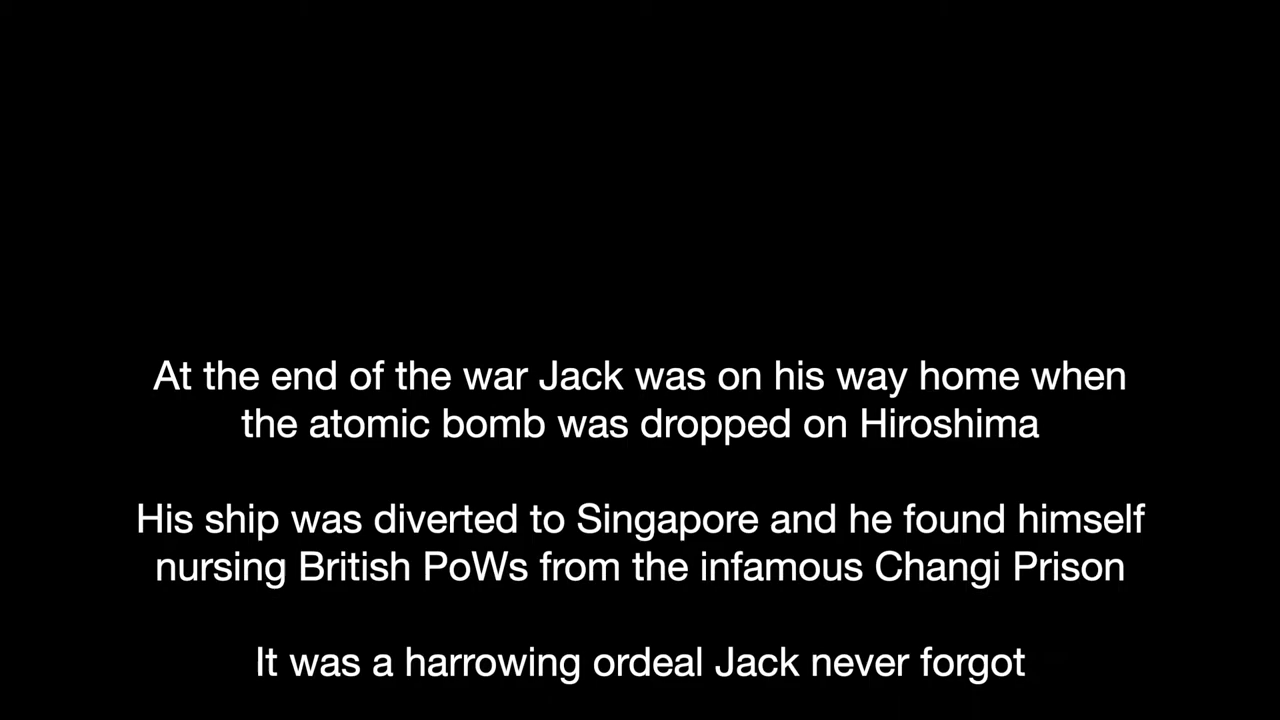 At the end of the war Jack was on his way home when
the atomic bomb was dropped on Hiroshima
His ship was diverted to Singapore and he found himself
nursing British PoWs from the infamous Changi Prison
It was a harrowing ordeal Jack never forgot